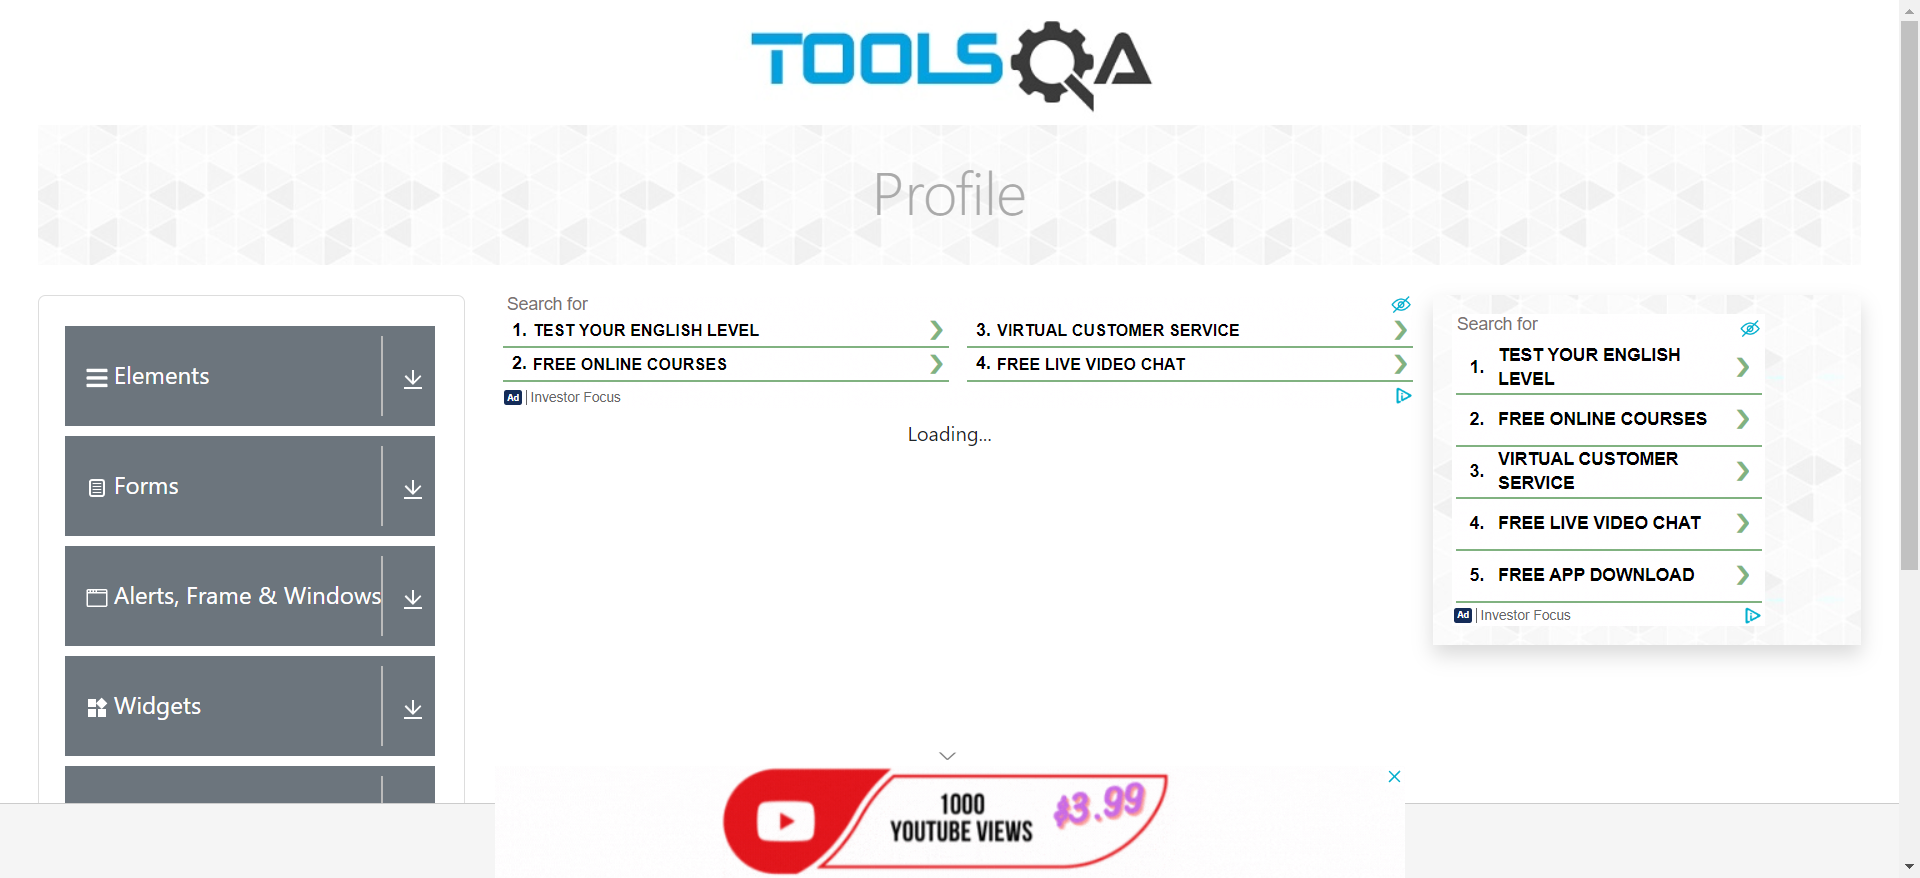 TOOLSQA
Profile
Elements
Forms
Alerts, Frame & Windows
Widgets
Search for
1. TEST YOUR ENGLISH LEVEL
2. FREE ONLINE COURSES
3. VIRTUAL CUSTOMER SERVICE
4. FREE LIVE VIDEO CHAT
Ad | Investor Focus
Loading...
Search for
1. TEST YOUR ENGLISH
LEVEL
2. FREE ONLINE COURSES
3. VIRTUAL CUSTOMER
SERVICE
4. FREE LIVE VIDEO CHAT
5. FREE APP DOWNLOAD
Ad | Investor Focus
1000
YOUTUBE VIEWS
$3.99